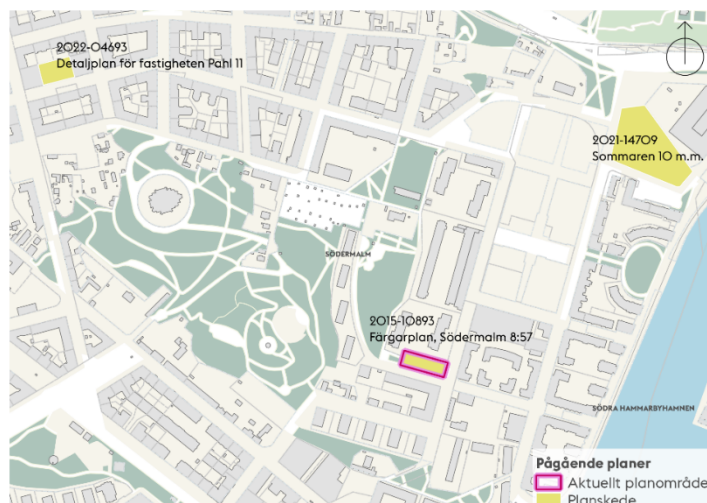 2022-04693
Detaljplan för fastigheten Pahl 11
2021-14709
Sommaren 10 m.m.
SÖDERMALM
2015-10893
Färgarplan, Södermalm 8:57
SÖDRA HAMMARBYHAMNEN
Pågående planer
Aktuellt planområde
Planskede